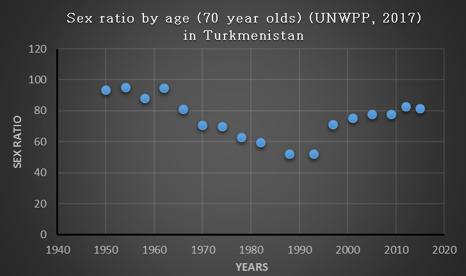 Sex ratio by age (70 year olds) (UNWPP, 2017)
in Turkmenistan
120
100
80
60
40
20
0
SEX RATIO
1940 1950 1960 1970 1980 1990 2000 2010 2020
YEARS